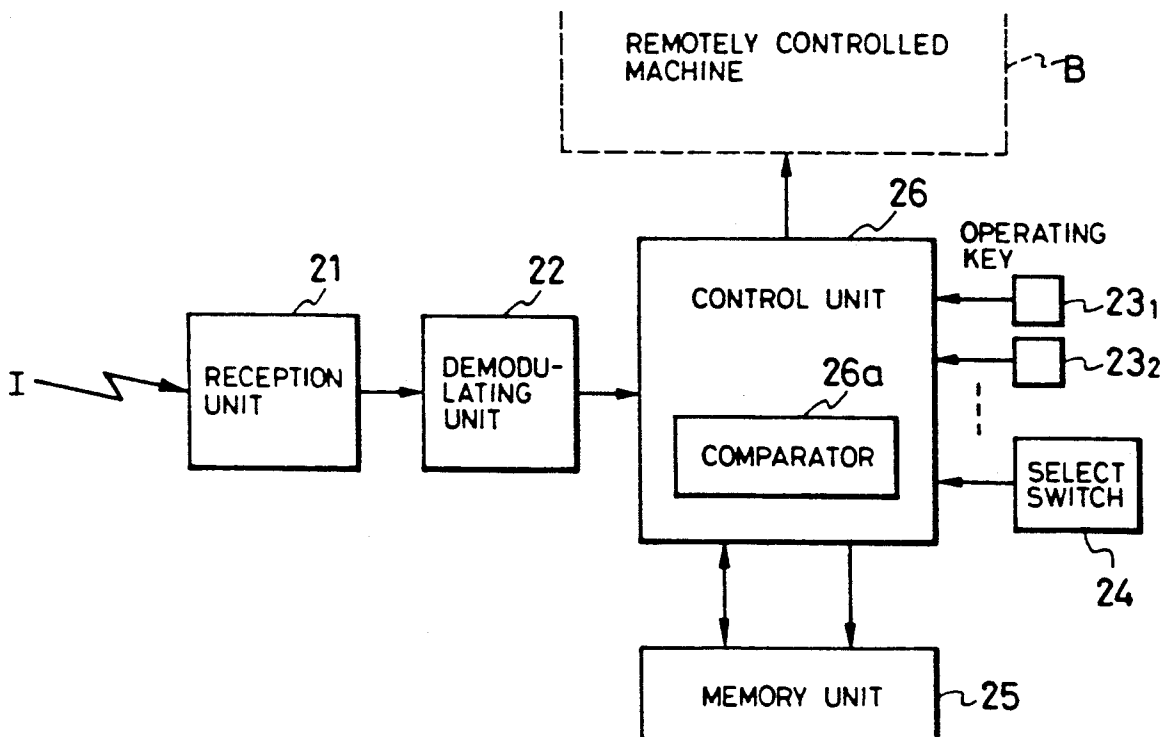 REMOTELY CONTROLLED
MACHINE
B
26
OPERATING
KEY
21
22
CONTROL UNIT
23₁
I
RECEPTION
UNIT
DEMODU-
LATING
UNIT
26a
23₂
COMPARATOR
SELECT
SWITCH
24
MEMORY UNIT
25